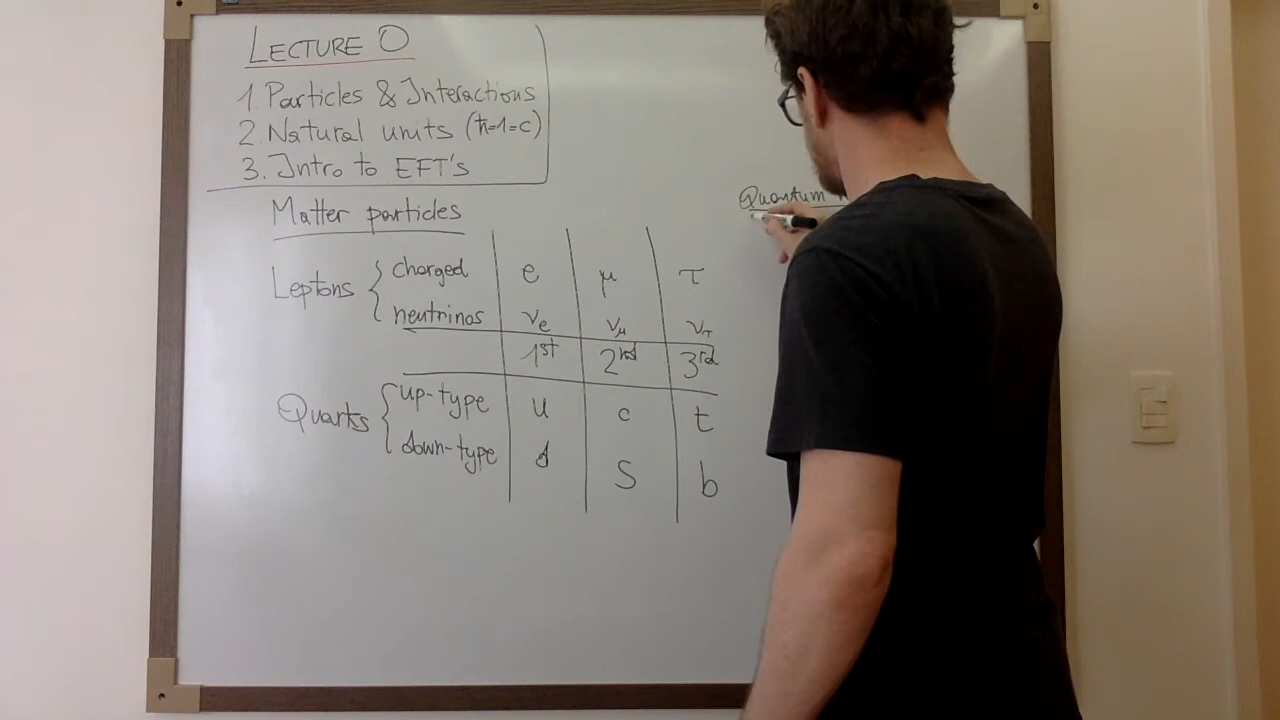 LECTURE 0
1. Particles & Interactions
2. Natural units (ħ=1=c)
3. Intro to EFT's
Matter particles
Quantum
Leptons { charged e μ τ
neutrinos νe νμ ντ
1st 2rd 3rd
Quarks { up-type u c t
down-type d s b